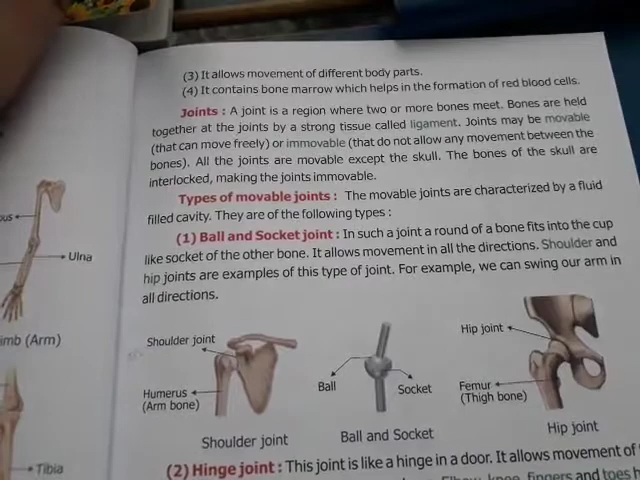 (3) It allows movement of different body parts.
(4) It contains bone marrow which helps in the formation of red blood cells.
Joints : A joint is a region where two or more bones meet. Bones are held
together at the joints by a strong tissue called ligament. Joints may be movable
(that can move freely) or immovable (that do not allow any movement between the
bones). All the joints are movable except the skull. The bones of the skull are
interlocked, making the joints immovable.
Types of movable joints : The movable joints are characterized by a fluid
filled cavity. They are of the following types :
(1) Ball and Socket joint : In such a joint a round of a bone fits into the cup
like socket of the other bone. It allows movement in all the directions. Shoulder and
hip joints are examples of this type of joint. For example, we can swing our arm in
all directions.
Ulna
(Arm)
Tibia
Shoulder joint
Humerus
(Arm bone)
Shoulder joint
Ball
Socket
Ball and Socket
Hip joint
Femur
(Thigh bone)
Hip joint
(2) Hinge joint : This joint is like a hinge in a door. It allows movement of
knee, fingers and toes